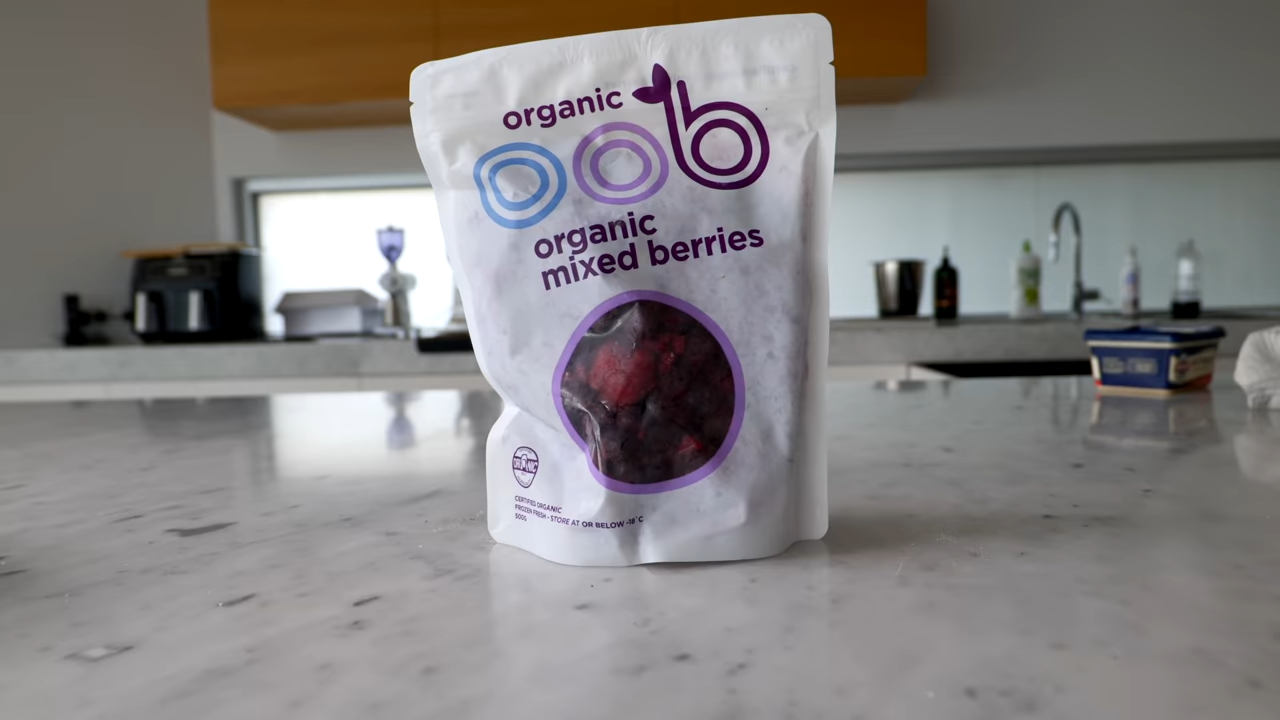 organic
oob
organic
mixed berries
CERTIFIED ORGANIC
FROZEN FRESH - STORE AT OR BELOW -18°C
500G